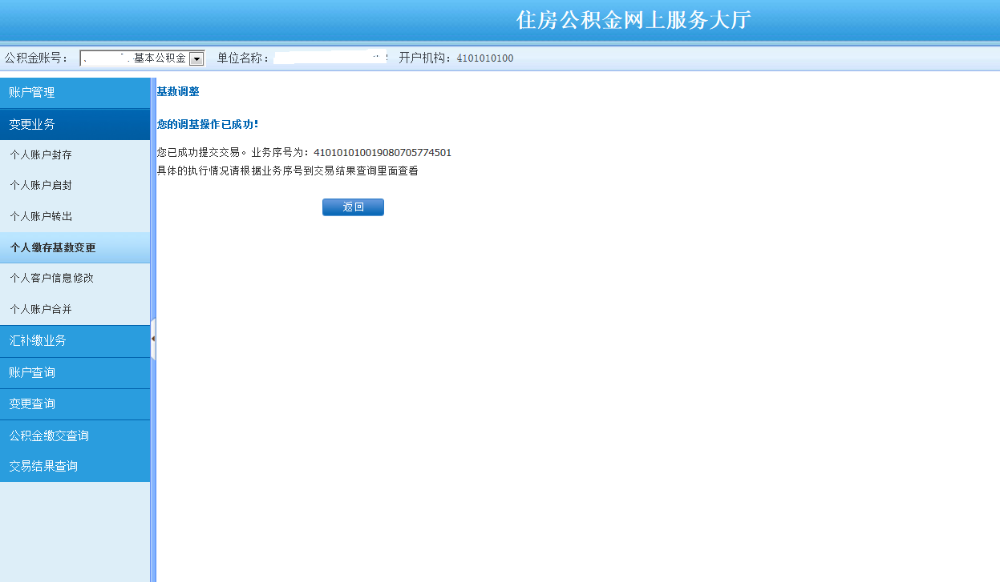 住房公积金网上服务大厅
公积金账号： 基本公积金 单位名称： 开户机构：4101010100
账户管理
变更业务
个人账户封存
个人账户启封
个人账户转出
个人缴存基数变更
个人客户信息修改
个人账户合并
汇补缴业务
账户查询
变更查询
公积金缴交查询
交易结果查询
基数调整
您的调基操作已成功!
您已成功提交交易。业务序号为：410101010019080705774501
具体的执行情况请根据业务序号到交易结果查询里面查看
返回